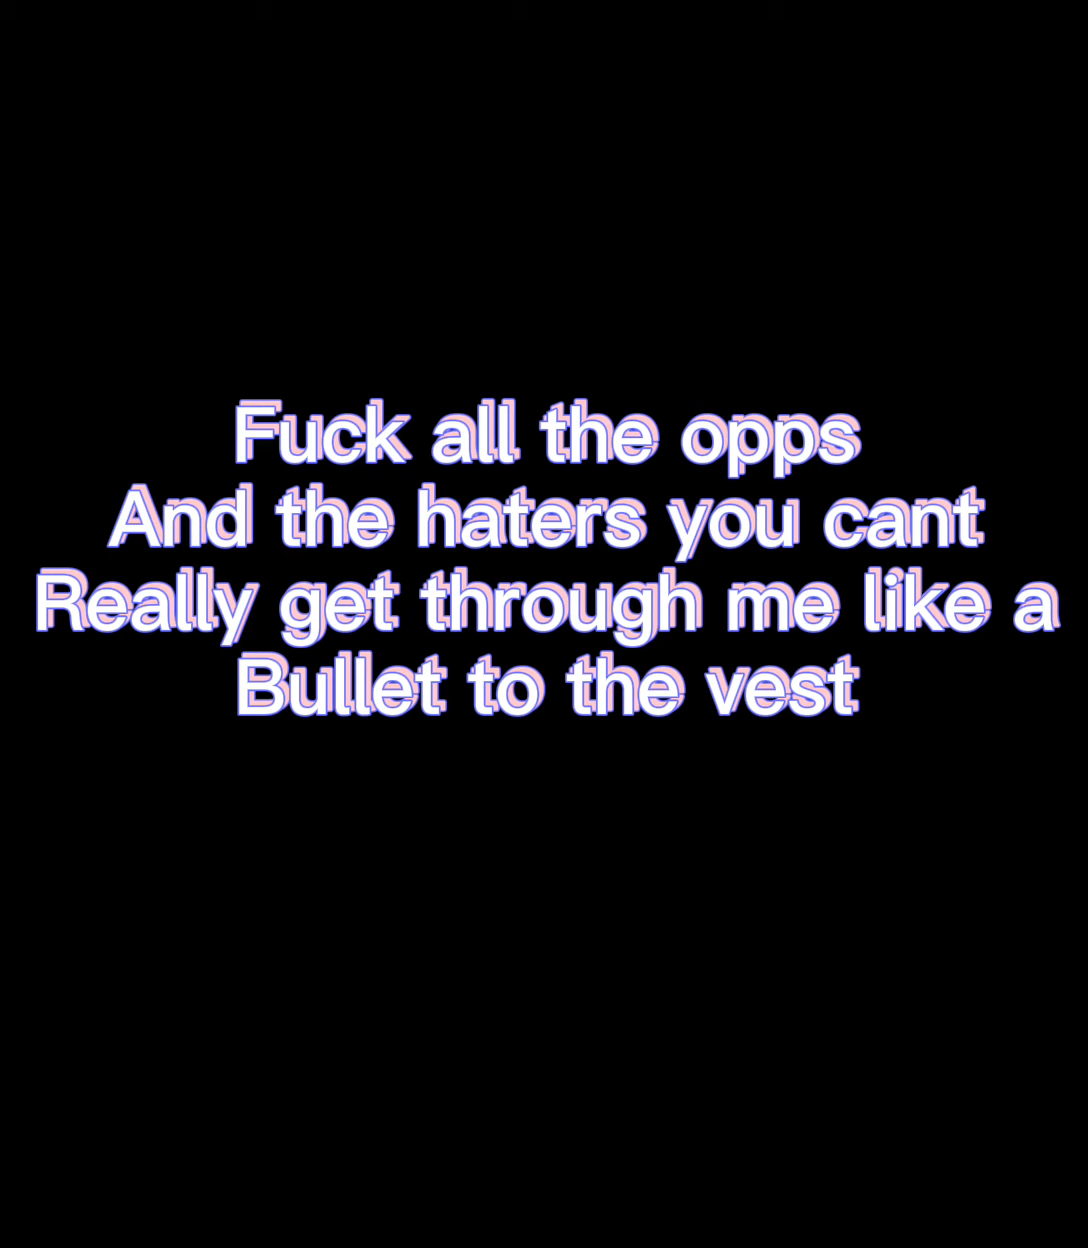 Fuck all the opps
And the haters you cant
Really get through me like a
Bullet to the vest